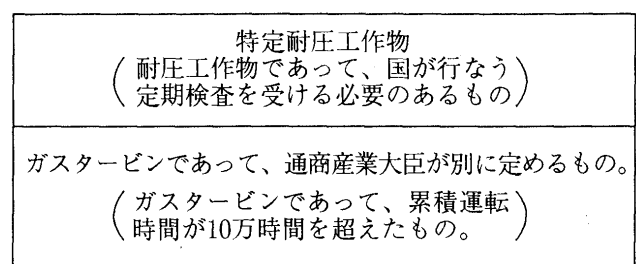 特定耐圧工作物
(耐圧工作物であって、国が行なう
定期検査を受ける必要のあるもの)
ガスタービンであって、通商産業大臣が別に定めるもの。
(ガスタービンであって、累積運転
時間が10万時間を超えたもの。)